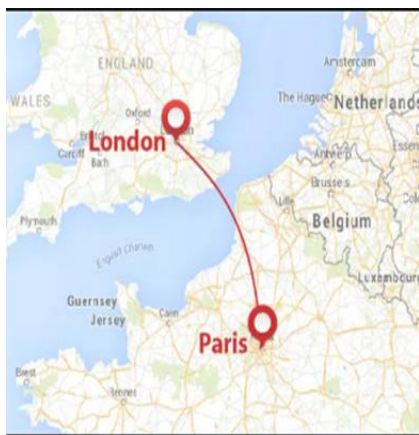 ENGLAND
Amsterdam
WALES
Oxford
The Hague
Netherlands
London
Cardiff
Bath
Antwerp
Essen
Brussels
Lille
Plymouth
Belgium
English Channel
Luxembourg
Guernsey
Jersey
Caen
Paris
Brest
Rennes